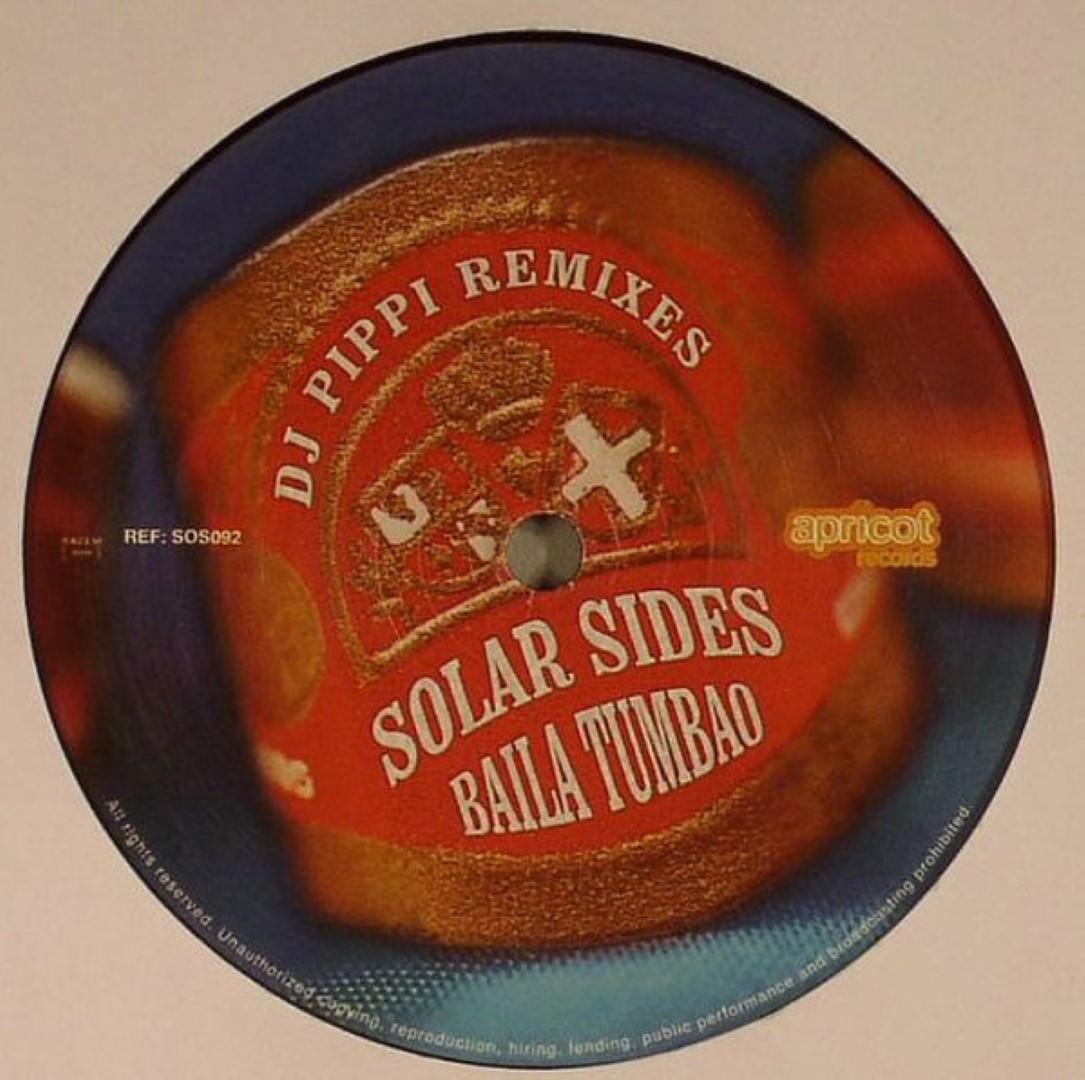 DJ PIPPI REMIXES
REF: SOS092
apricot
records
SOLAR SIDES
BAILA TUMBAO
All rights reserved. Unauthorized copying, reproduction, hiring, lending, public performance and broadcasting prohibited.